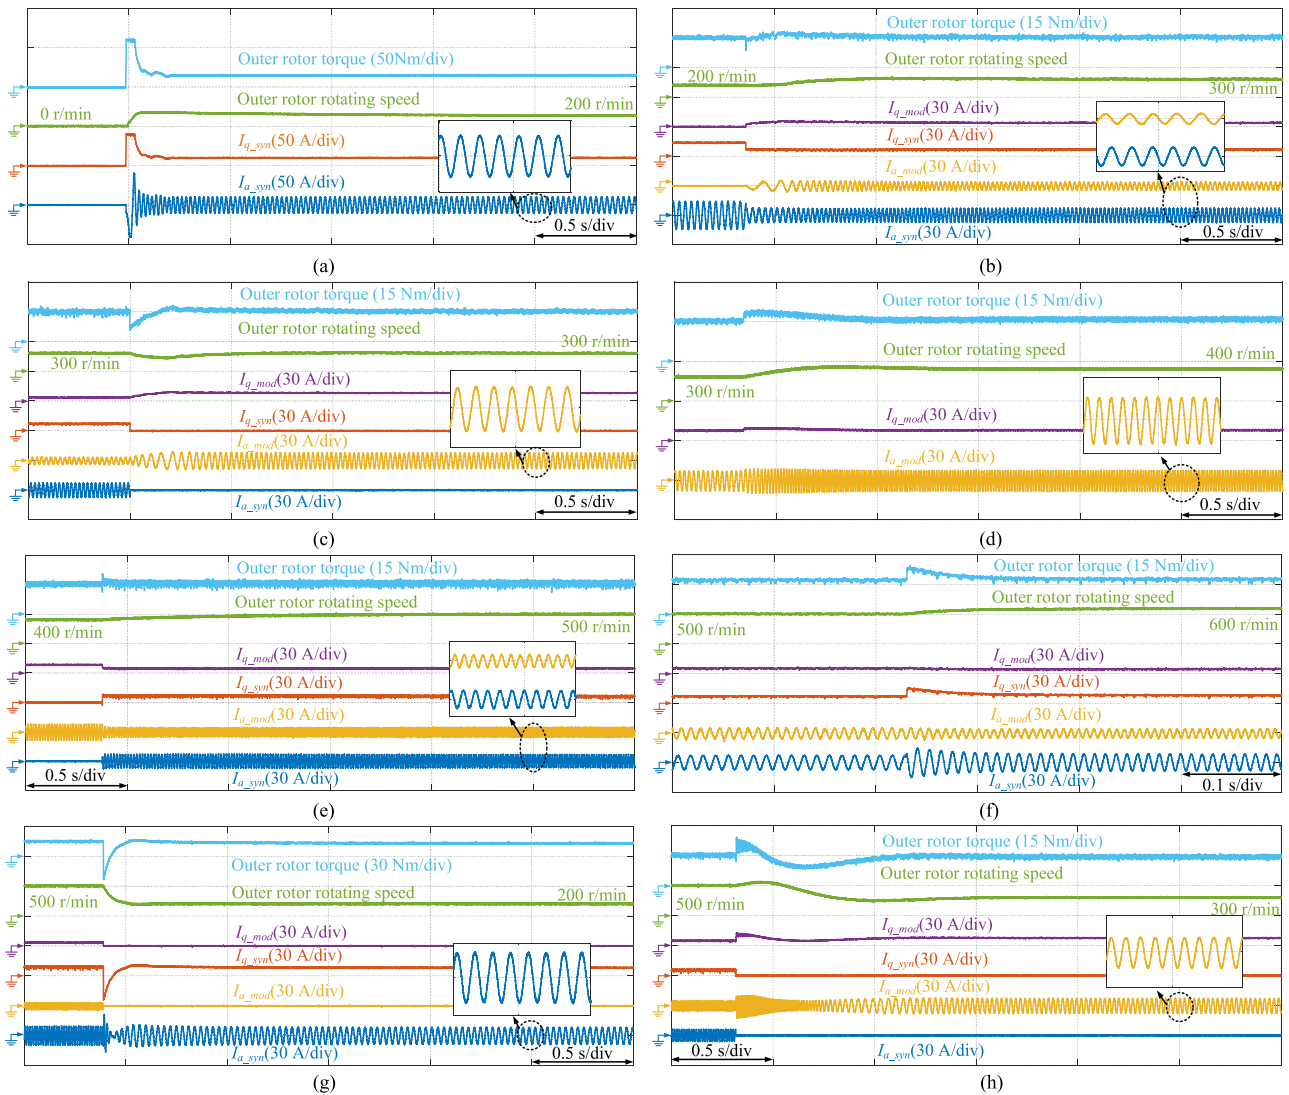 Outer rotor torque (50Nm/div)
Outer rotor rotating speed
0 r/min
200 r/min
I_q_syn(50 A/div)
I_a_syn(50 A/div)
0.5 s/div
(a)
Outer rotor torque (15 Nm/div)
Outer rotor rotating speed
200 r/min
300 r/min
I_q_mod(30 A/div)
I_q_syn(30 A/div)
I_a_mod(30 A/div)
I_a_syn(30 A/div)
0.5 s/div
(b)
Outer rotor torque (15 Nm/div)
Outer rotor rotating speed
300 r/min
300 r/min
I_q_mod(30 A/div)
I_q_syn(30 A/div)
I_a_mod(30 A/div)
I_a_syn(30 A/div)
0.5 s/div
(c)
Outer rotor torque (15 Nm/div)
Outer rotor rotating speed
400 r/min
300 r/min
I_q_mod(30 A/div)
I_a_mod(30 A/div)
0.5 s/div
(d)
Outer rotor torque (15 Nm/div)
Outer rotor rotating speed
400 r/min
500 r/min
I_q_mod(30 A/div)
I_q_syn(30 A/div)
I_a_mod(30 A/div)
0.5 s/div
I_a_syn(30 A/div)
(e)
Outer rotor torque (15 Nm/div)
Outer rotor rotating speed
500 r/min
600 r/min
I_q_mod(30 A/div)
I_q_syn(30 A/div)
I_a_mod(30 A/div)
I_a_syn(30 A/div)
0.1 s/div
(f)
Outer rotor torque (30 Nm/div)
Outer rotor rotating speed
500 r/min
200 r/min
I_q_mod(30 A/div)
I_q_syn(30 A/div)
I_a_mod(30 A/div)
I_a_syn(30 A/div)
0.5 s/div
(g)
Outer rotor torque (15 Nm/div)
Outer rotor rotating speed
500 r/min
300 r/min
I_q_mod(30 A/div)
I_q_syn(30 A/div)
I_a_mod(30 A/div)
0.5 s/div
I_a_syn(30 A/div)
(h)